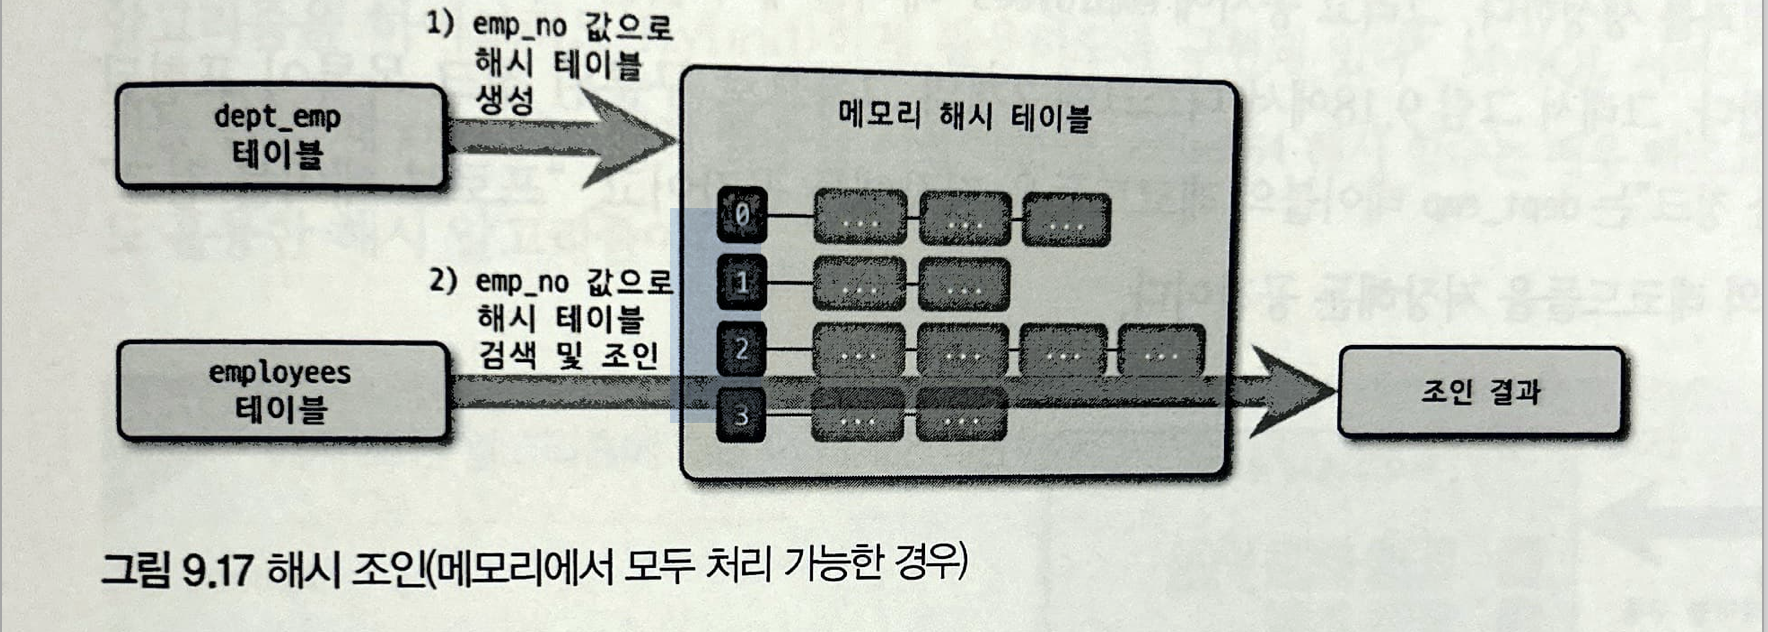 1) emp_no 값으로
해시 테이블
생성
dept_emp
테이블
메모리 해시 테이블
0 ... ... ...
1 ... ...
2 ... ... ... ...
3 ... ...
2) emp_no 값으로
해시 테이블
검색 및 조인
employees
테이블
조인 결과
그림 9.17 해시 조인(메모리에서 모두 처리 가능한 경우)